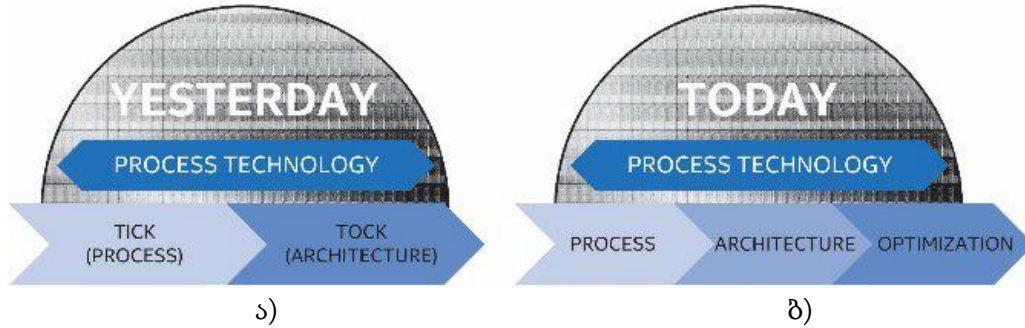 YESTERDAY
PROCESS TECHNOLOGY
TICK
(PROCESS)
TOCK
(ARCHITECTURE)
ა)
TODAY
PROCESS TECHNOLOGY
PROCESS
ARCHITECTURE
OPTIMIZATION
ბ)